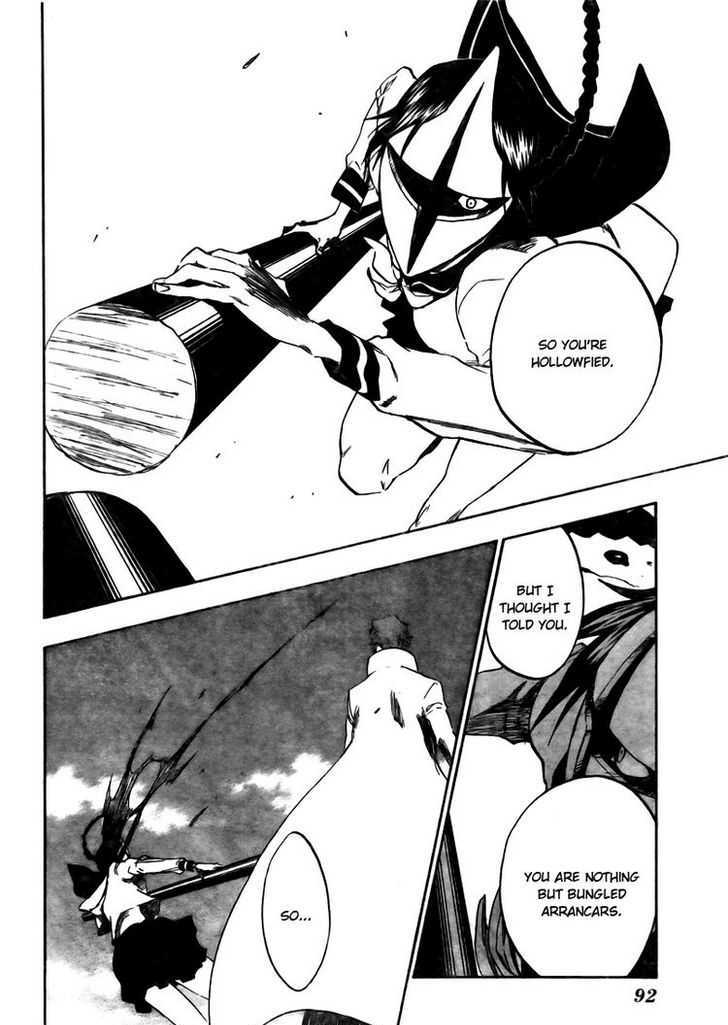 SO YOU'RE
HOLLOWFIED.
BUT I
THOUGHT I
TOLD YOU.
YOU ARE NOTHING
BUT BUNGLED
ARRANCARS.
SO...
92